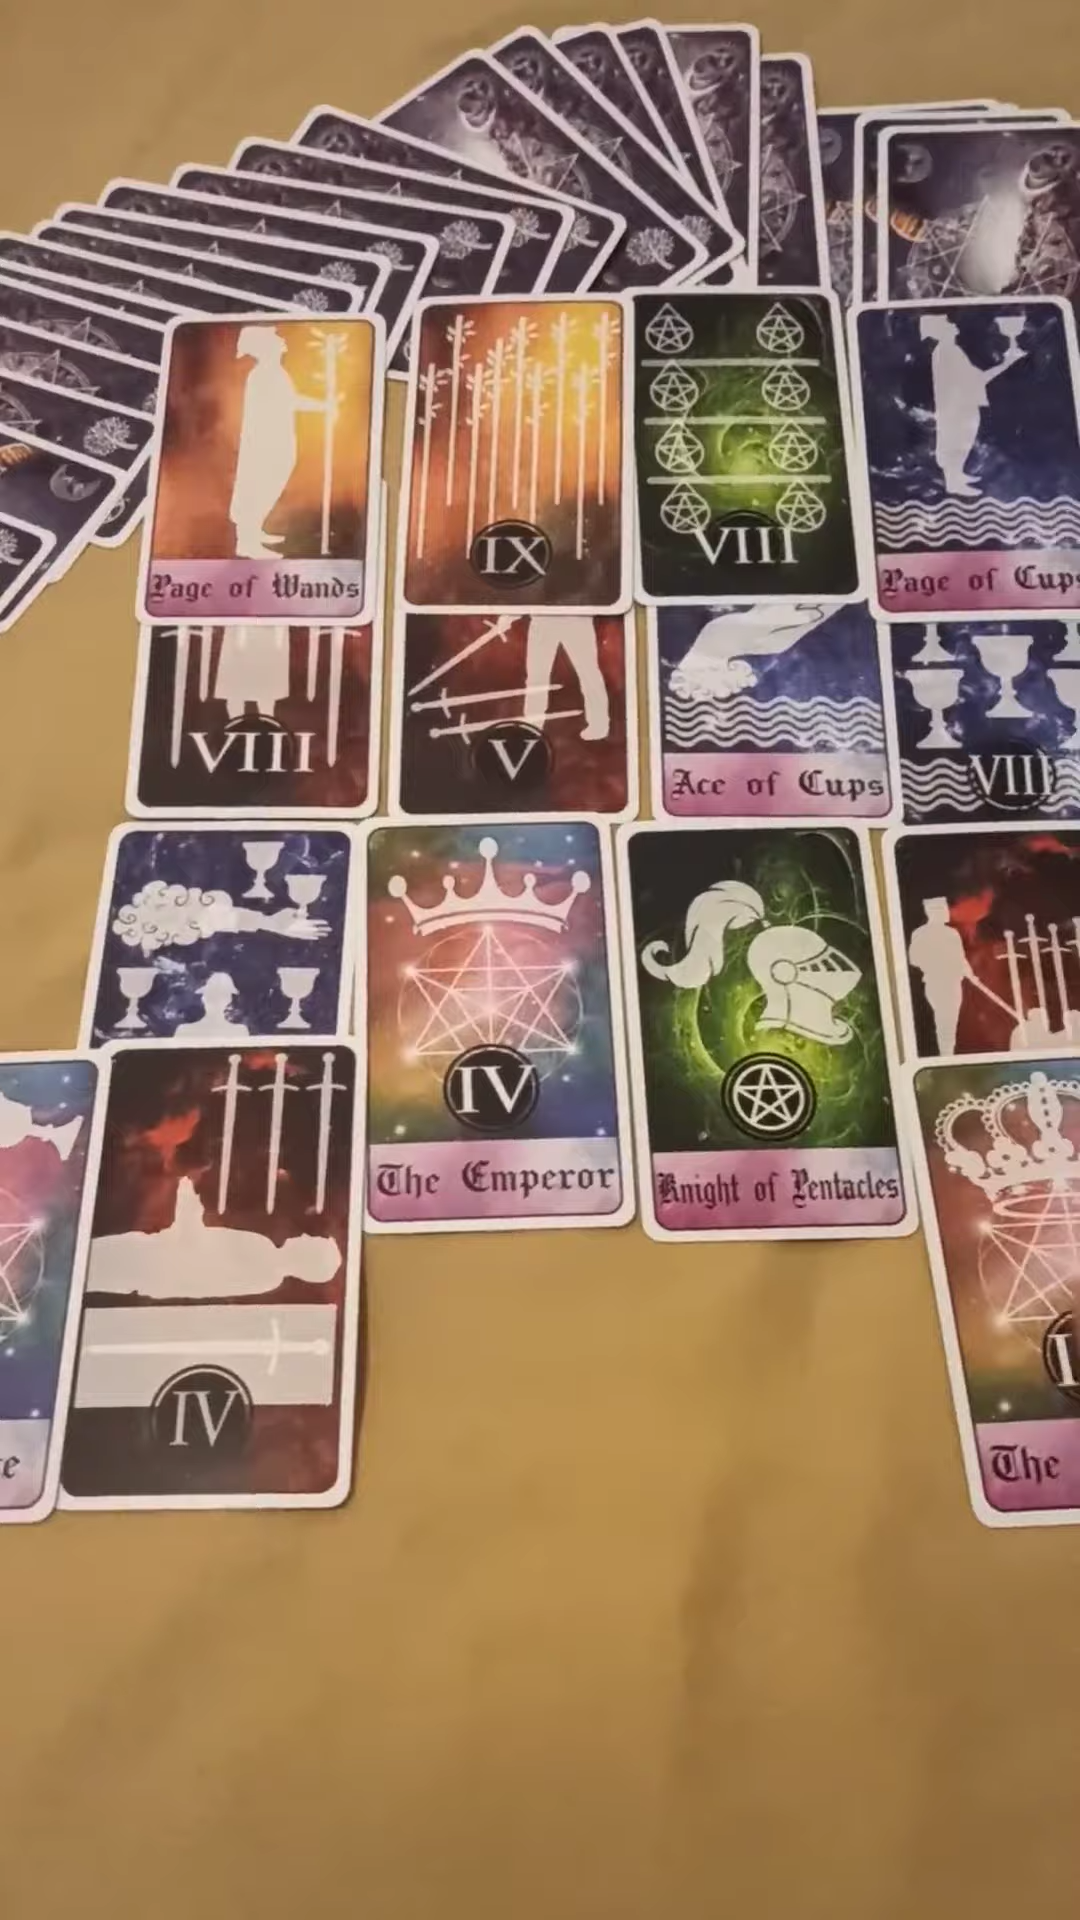 Page of Wands
IX
VIII
Page of Cups
VIII
V
Ace of Cups
VIII
IV
The Emperor
Knight of Pentacles
IV
The